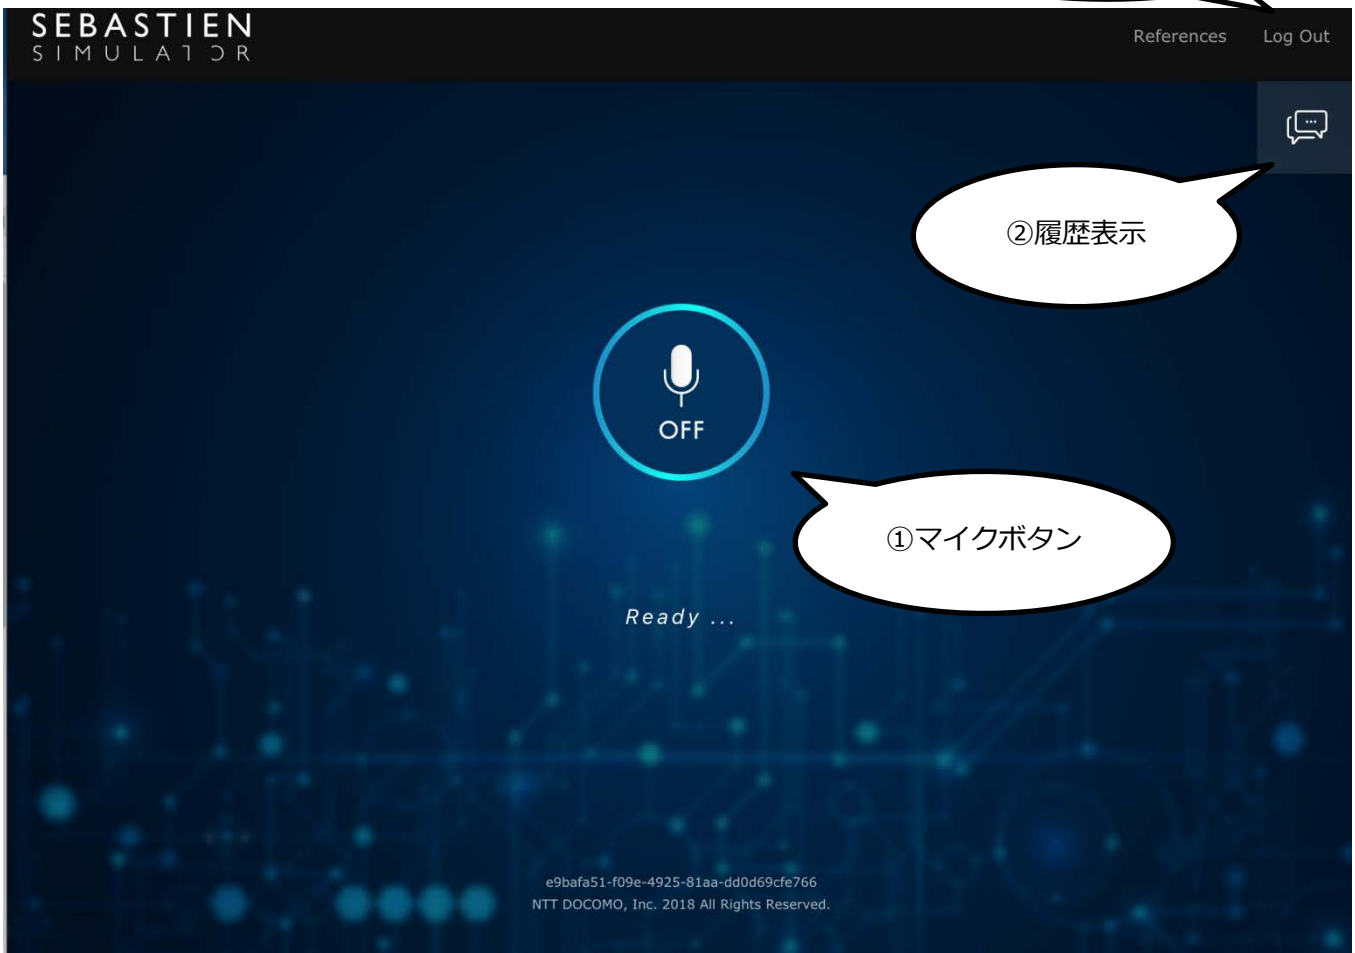 SEBASTIEN
SIMULATOR
References Log Out
②履歴表示
OFF
①マイクボタン
Ready ...
e9bafa51-f09e-4925-81aa-dd0d69cfe766
NTT DOCOMO, Inc. 2018 All Rights Reserved.